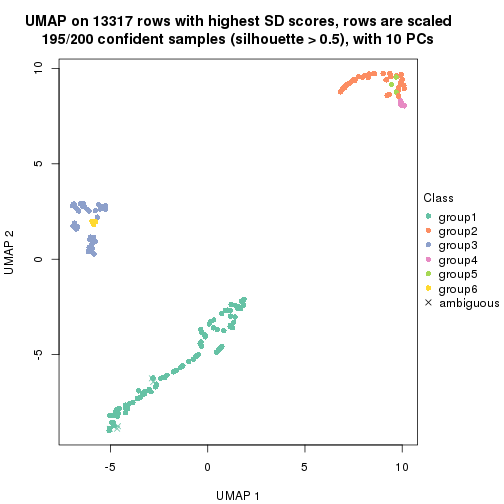 UMAP on 13317 rows with highest SD scores, rows are scaled
195/200 confident samples (silhouette > 0.5), with 10 PCs
10
5
0
-5
UMAP 2
-5
0
5
10
UMAP 1
Class
group1
group2
group3
group4
group5
group6
ambiguous